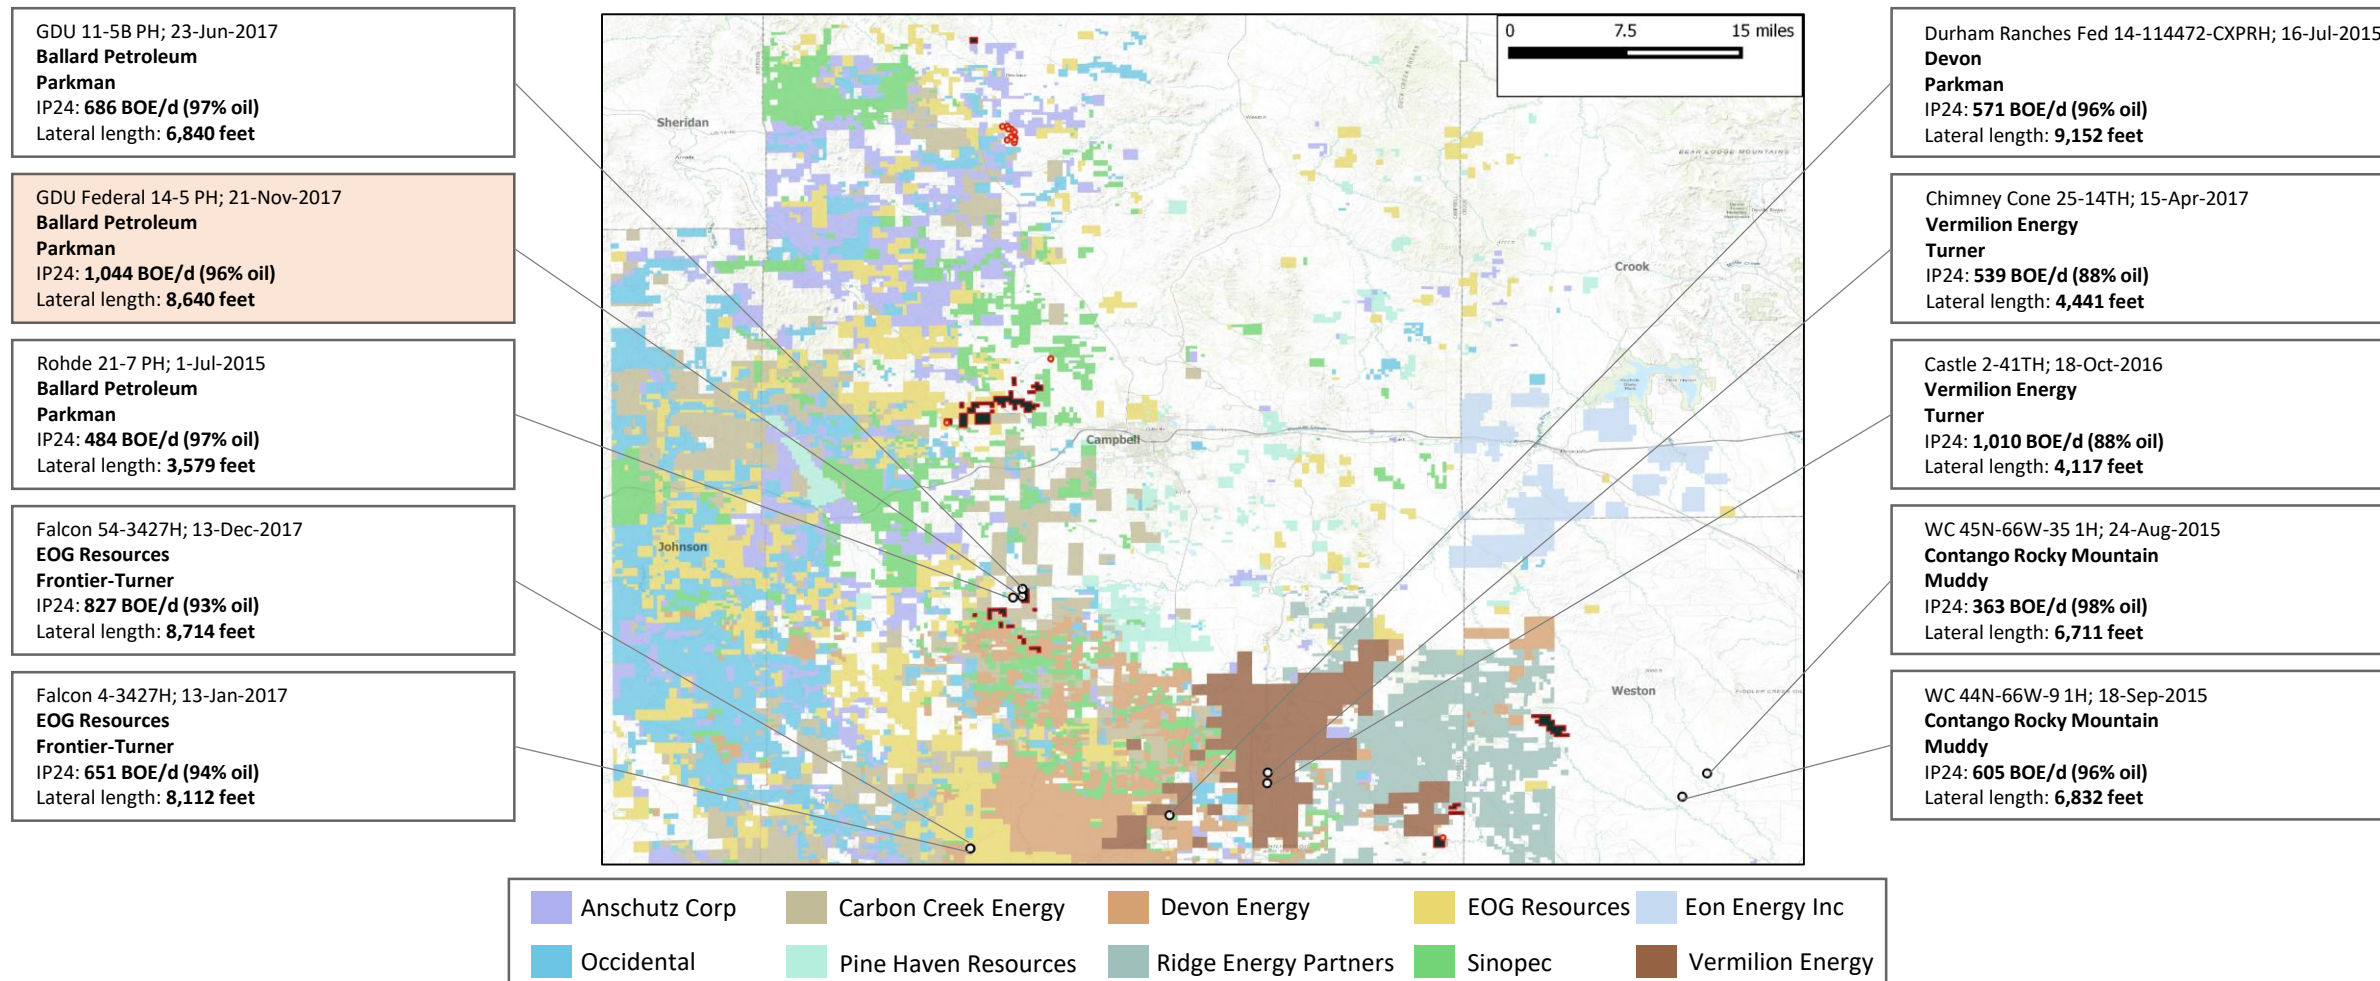 GDU 11-5B PH; 23-Jun-2017
Ballard Petroleum
Parkman
IP24: 686 BOE/d (97% oil)
Lateral length: 6,840 feet
GDU Federal 14-5 PH; 21-Nov-2017
Ballard Petroleum
Parkman
IP24: 1,044 BOE/d (96% oil)
Lateral length: 8,640 feet
Rohde 21-7 PH; 1-Jul-2015
Ballard Petroleum
Parkman
IP24: 484 BOE/d (97% oil)
Lateral length: 3,579 feet
Falcon 54-3427H; 13-Dec-2017
EOG Resources
Frontier-Turner
IP24: 827 BOE/d (93% oil)
Lateral length: 8,714 feet
Falcon 4-3427H; 13-Jan-2017
EOG Resources
Frontier-Turner
IP24: 651 BOE/d (94% oil)
Lateral length: 8,112 feet
0 7.5 15 miles
Sheridan
BEAR LODGE MOUNTAINS
Crook
Campbell
Johnson
Weston
Durham Ranches Fed 14-114472-CXPRH; 16-Jul-2015
Devon
Parkman
IP24: 571 BOE/d (96% oil)
Lateral length: 9,152 feet
Chimney Cone 25-14TH; 15-Apr-2017
Vermilion Energy
Turner
IP24: 539 BOE/d (88% oil)
Lateral length: 4,441 feet
Castle 2-41TH; 18-Oct-2016
Vermilion Energy
Turner
IP24: 1,010 BOE/d (88% oil)
Lateral length: 4,117 feet
WC 45N-66W-35 1H; 24-Aug-2015
Contango Rocky Mountain
Muddy
IP24: 363 BOE/d (98% oil)
Lateral length: 6,711 feet
WC 44N-66W-9 1H; 18-Sep-2015
Contango Rocky Mountain
Muddy
IP24: 605 BOE/d (96% oil)
Lateral length: 6,832 feet
Anschutz Corp Carbon Creek Energy Devon Energy EOG Resources Eon Energy Inc
Occidental Pine Haven Resources Ridge Energy Partners Sinopec Vermilion Energy